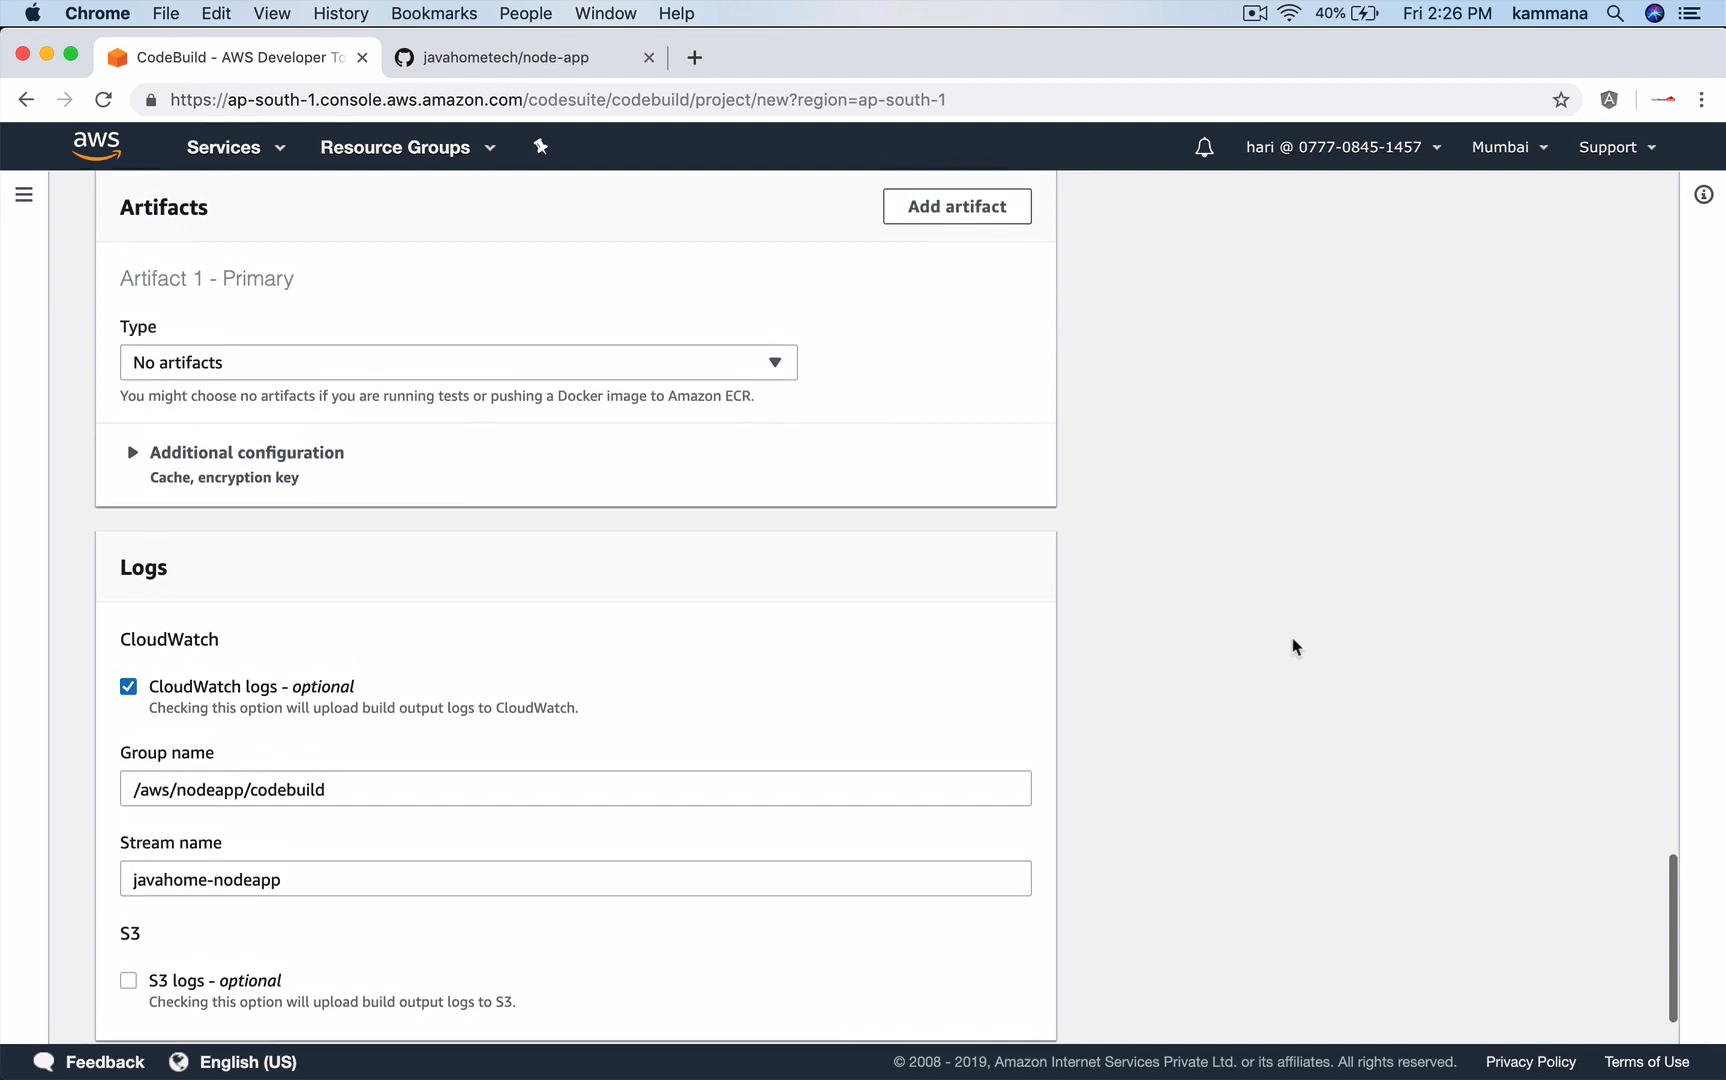 Chrome File Edit View History Bookmarks People Window Help 40% Fri 2:26 PM kammana
CodeBuild - AWS Developer To javahometech/node-app
https://ap-south-1.console.aws.amazon.com/codesuite/codebuild/project/new?region=ap-south-1
aws Services Resource Groups hari @ 0777-0845-1457 Mumbai Support
Artifacts Add artifact
Artifact 1 - Primary
Type
No artifacts
You might choose no artifacts if you are running tests or pushing a Docker image to Amazon ECR.
Additional configuration
Cache, encryption key
Logs
CloudWatch
CloudWatch logs - optional
Checking this option will upload build output logs to CloudWatch.
Group name
/aws/nodeapp/codebuild
Stream name
javahome-nodeapp
S3
S3 logs - optional
Checking this option will upload build output logs to S3.
Feedback English (US) © 2008 - 2019, Amazon Internet Services Private Ltd. or its affiliates. All rights reserved. Privacy Policy Terms of Use